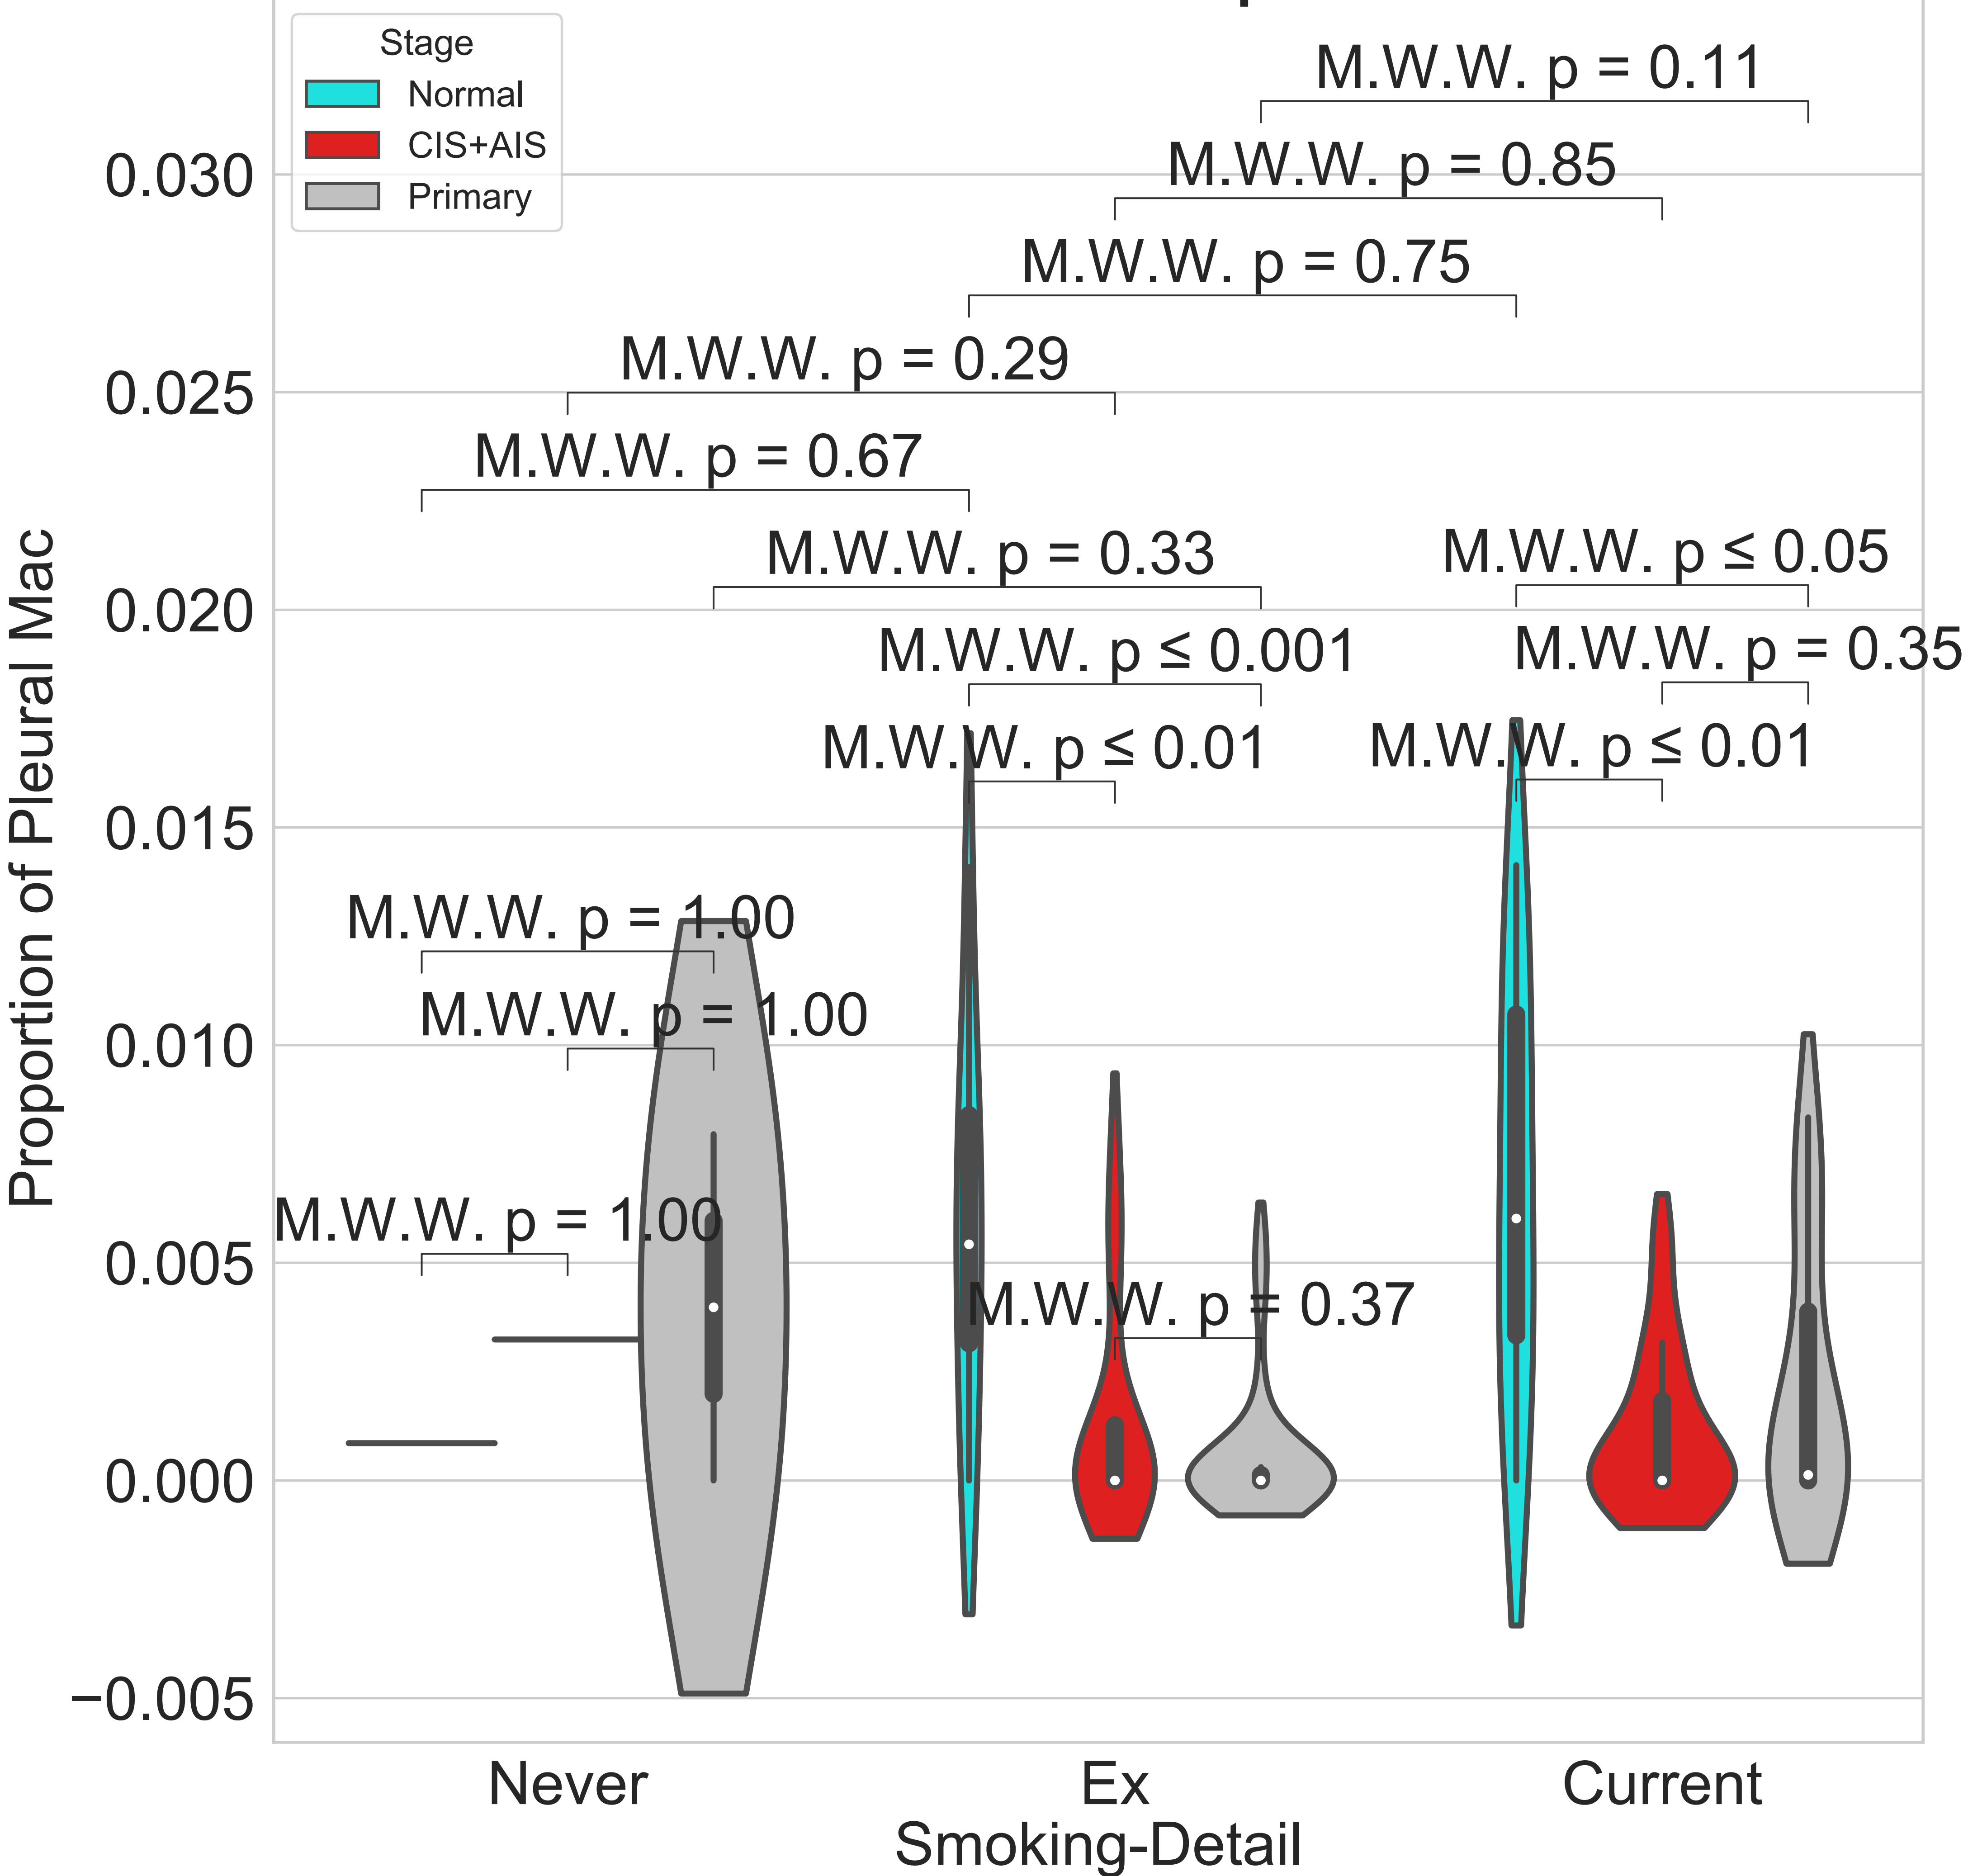 Stage
Normal
CIS+AIS
Primary
M.W.W. p = 0.11
M.W.W. p = 0.85
M.W.W. p = 0.75
M.W.W. p = 0.29
M.W.W. p = 0.67
M.W.W. p = 0.33
M.W.W. p ≤ 0.05
M.W.W. p ≤ 0.001
M.W.W. p = 0.35
M.W.W. p ≤ 0.01
M.W.W. p ≤ 0.01
M.W.W. p = 1.00
M.W.W. p = 1.00
M.W.W. p = 1.00
M.W.W. p = 0.37
0.030
0.025
0.020
0.015
0.010
0.005
0.000
−0.005
Proportion of Pleural Mac
Never
Ex
Current
Smoking-Detail